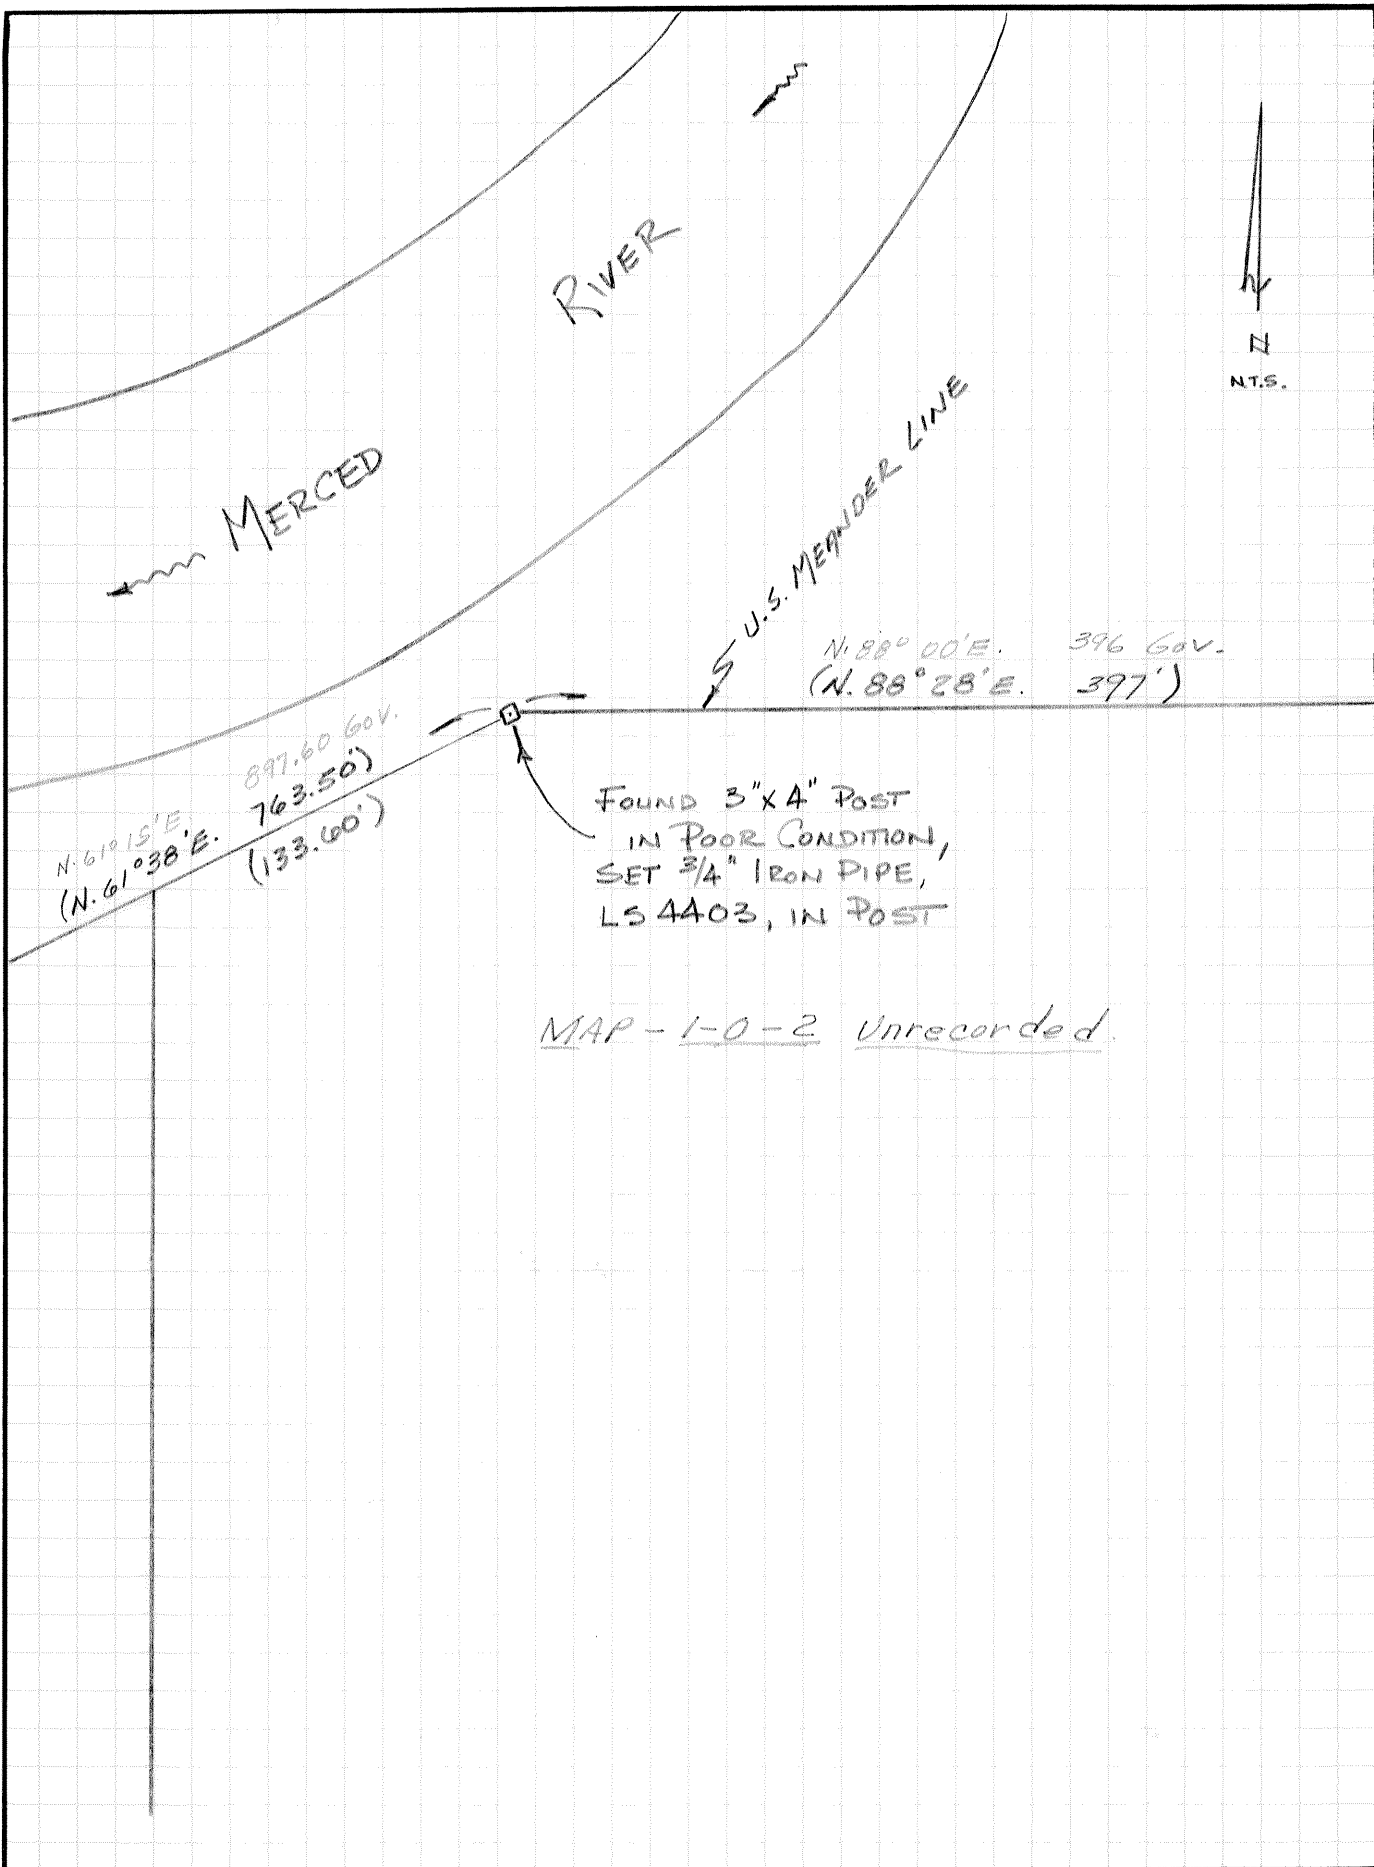 RIVER
N
N.T.S.
MERCED
U.S. MEANDER LINE
N. 88° 00' E. 396 GOV.
(N. 88° 28' E. 397')
897.60 GOV.
N. 61° 15' E
(N. 61° 38' E. 763.50')
(133.60')
FOUND 3" X 4" POST
IN POOR CONDITION,
SET 3/4" IRON PIPE,
LS 4403, IN POST
MAP - 1-0-2 Unrecorded.